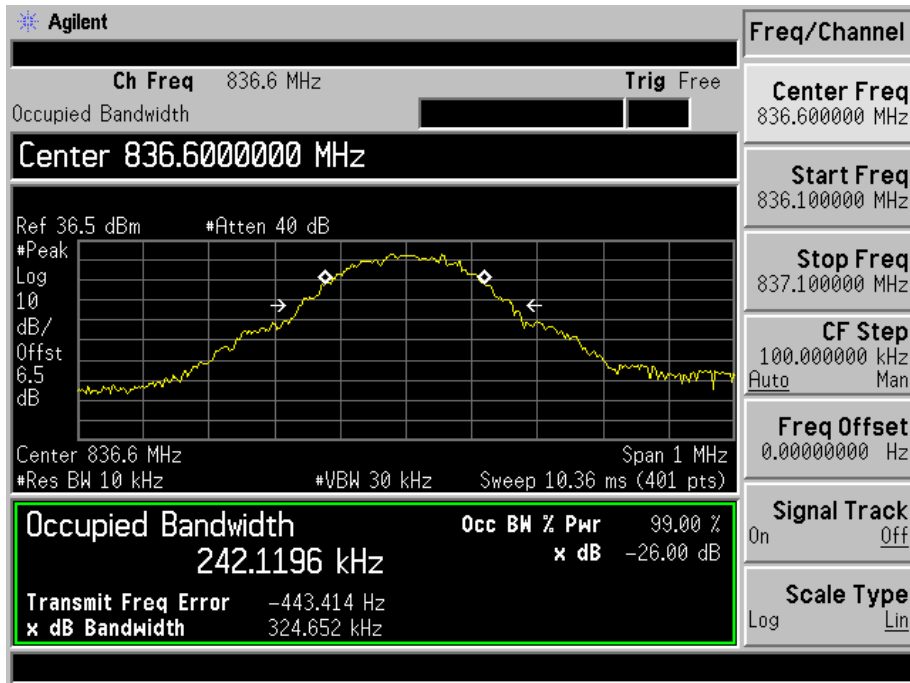 Agilent
Freq/Channel
Ch Freq 836.6 MHz Trig Free
Occupied Bandwidth
Center 836.6000000 MHz
Ref 36.5 dBm #Atten 40 dB
#Peak
Log
10
dB/
Offst
6.5
dB
Center 836.6 MHz Span 1 MHz
#Res BW 10 kHz #VBW 30 kHz Sweep 10.36 ms (401 pts)
Occupied Bandwidth
242.1196 kHz
Occ BW % Pwr 99.00 %
x dB -26.00 dB
Transmit Freq Error -443.414 Hz
x dB Bandwidth 324.652 kHz
Center Freq
836.600000 MHz
Start Freq
836.100000 MHz
Stop Freq
837.100000 MHz
CF Step
100.000000 kHz
Auto Man
Freq Offset
0.00000000 Hz
Signal Track
On Off
Scale Type
Log Lin